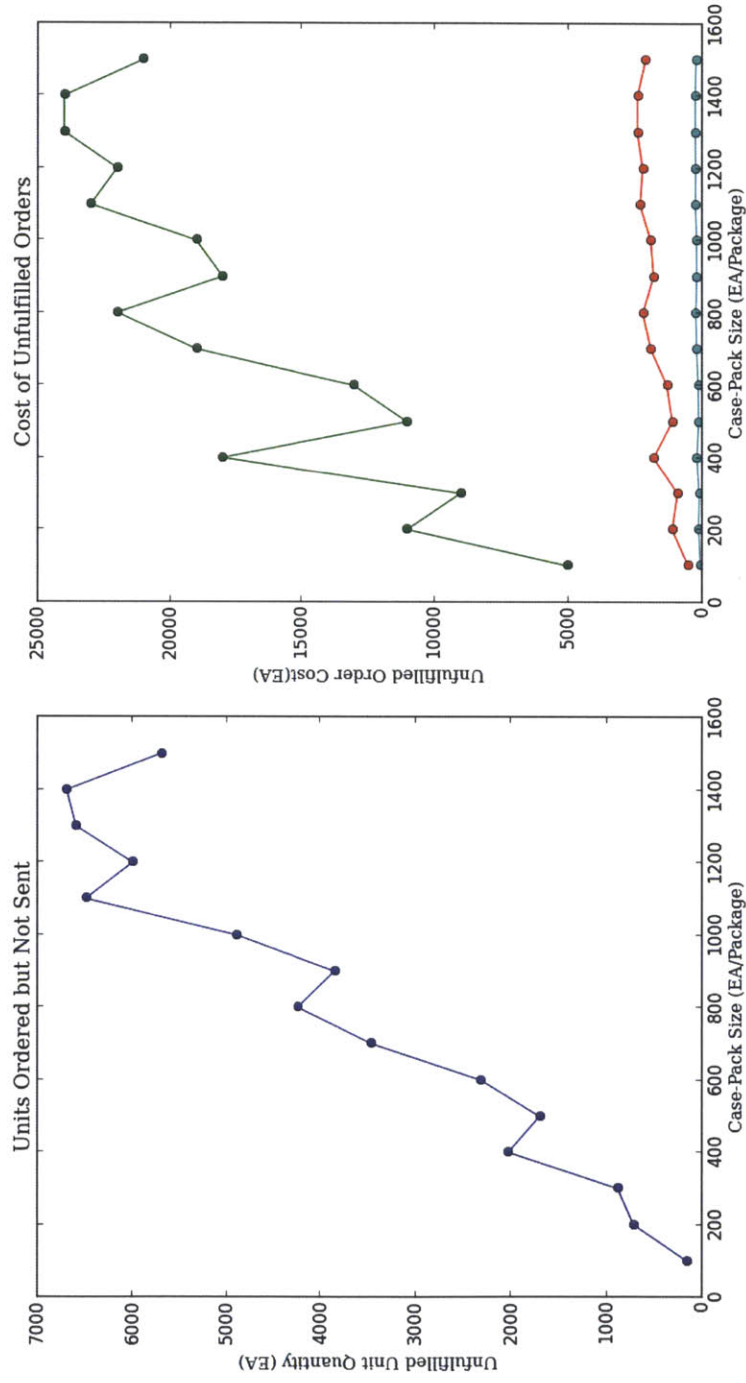 Units Ordered but Not Sent
Unfulfilled Unit Quantity (EA)
7000
6000
5000
4000
3000
2000
1000
0
0 200 400 600 800 1000 1200 1400 1600
Case-Pack Size (EA/Package)
Cost of Unfulfilled Orders
Unfulfilled Order Cost(EA)
25000
20000
15000
10000
5000
0
0 200 400 600 800 1000 1200 1400 1600
Case-Pack Size (EA/Package)